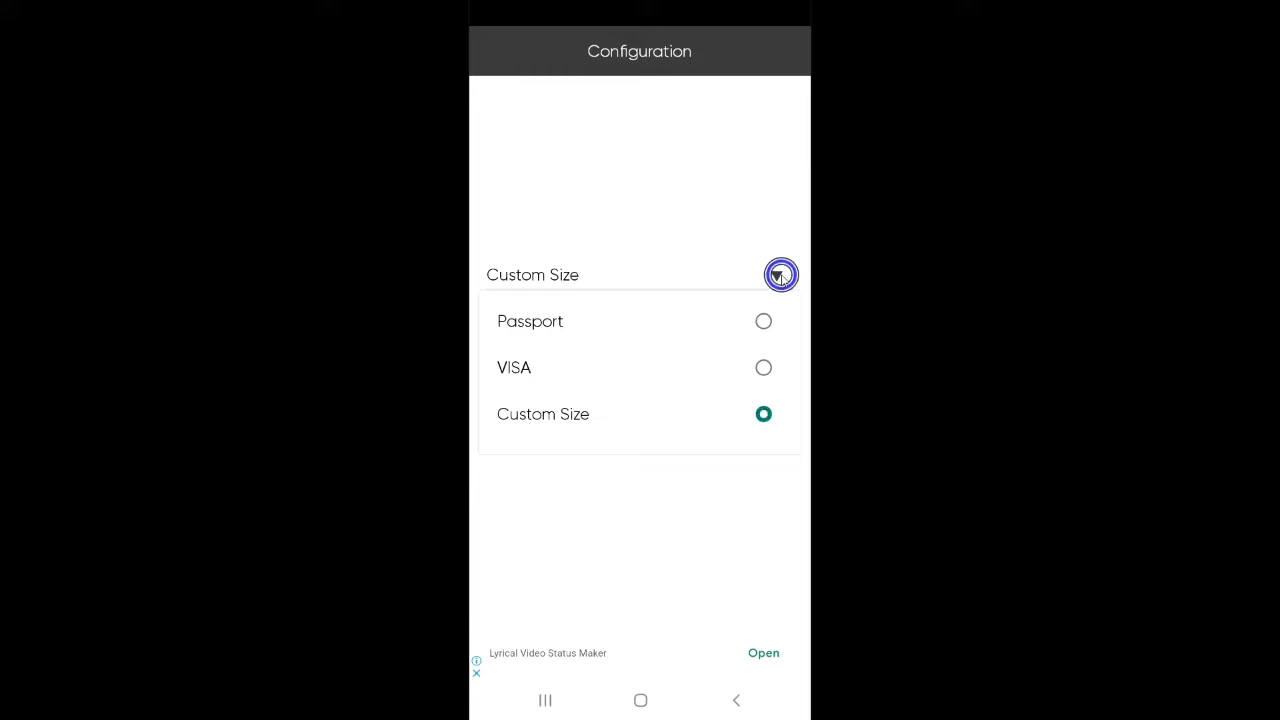 Configuration
Custom Size
Passport
VISA
Custom Size
Lyrical Video Status Maker
Open